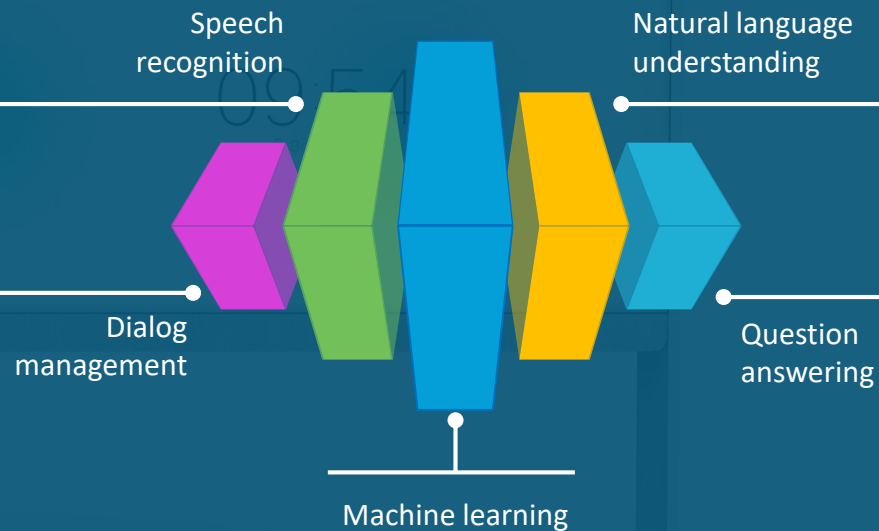 Speech
recognition
Natural language
understanding
Dialog
management
Question
answering
Machine learning